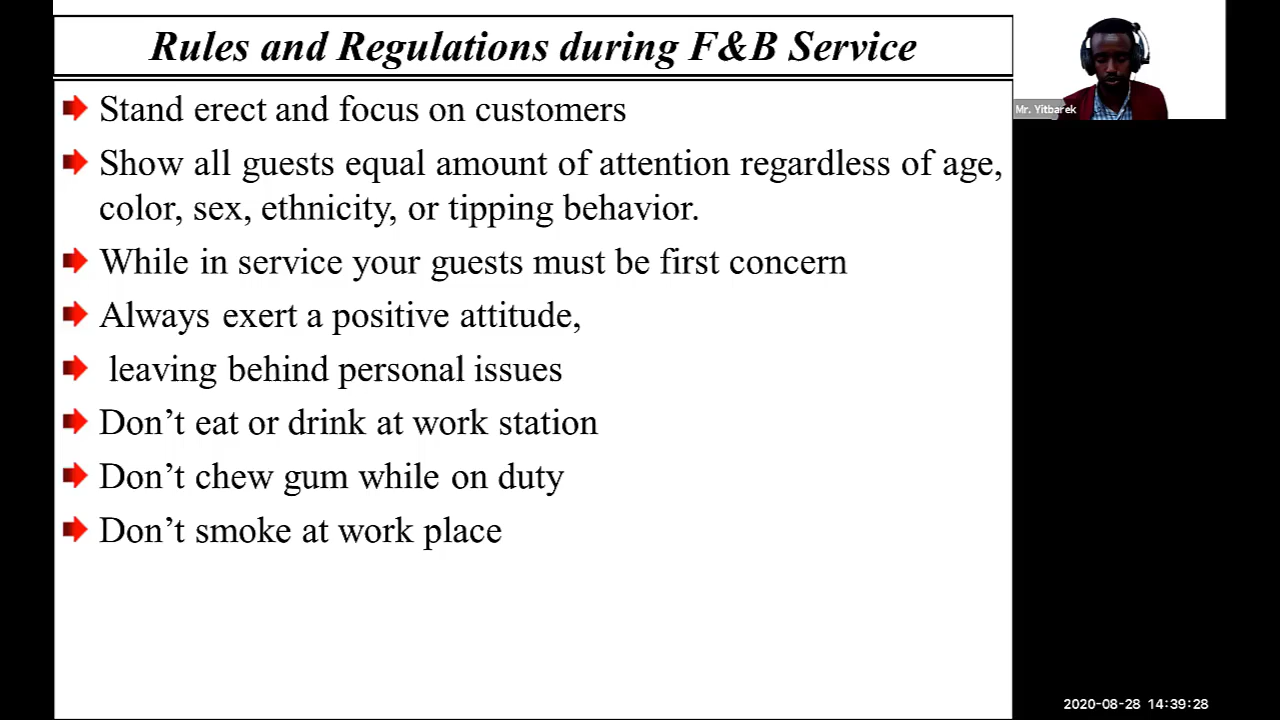 Rules and Regulations during F&B Service
Mr. Yitbarek
Stand erect and focus on customers
Show all guests equal amount of attention regardless of age,
color, sex, ethnicity, or tipping behavior.
While in service your guests must be first concern
Always exert a positive attitude,
leaving behind personal issues
Don’t eat or drink at work station
Don’t chew gum while on duty
Don’t smoke at work place
2020-08-28 14:39:28